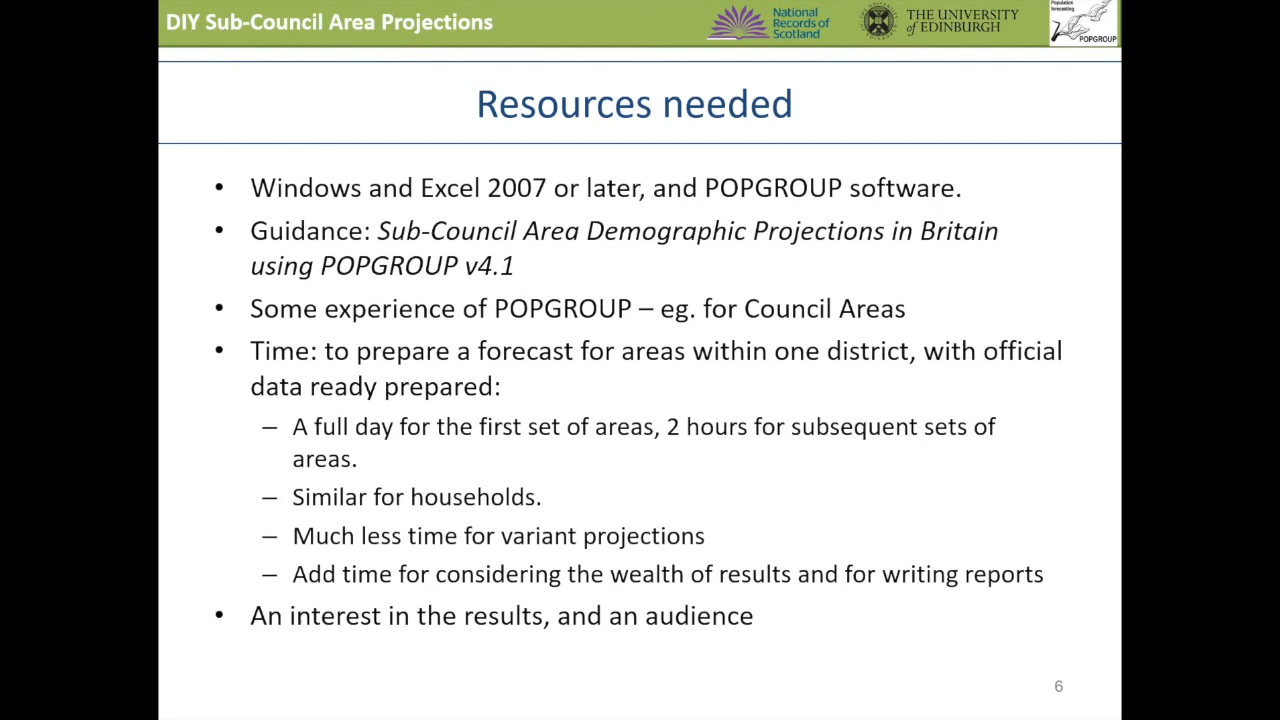 DIY Sub-Council Area Projections
National
Records of
Scotland
THE UNIVERSITY
of EDINBURGH
Population
forecasting
POPGROUP
Resources needed
• Windows and Excel 2007 or later, and POPGROUP software.
• Guidance: Sub-Council Area Demographic Projections in Britain
using POPGROUP v4.1
• Some experience of POPGROUP – eg. for Council Areas
• Time: to prepare a forecast for areas within one district, with official
data ready prepared:
– A full day for the first set of areas, 2 hours for subsequent sets of
areas.
– Similar for households.
– Much less time for variant projections
– Add time for considering the wealth of results and for writing reports
• An interest in the results, and an audience
6